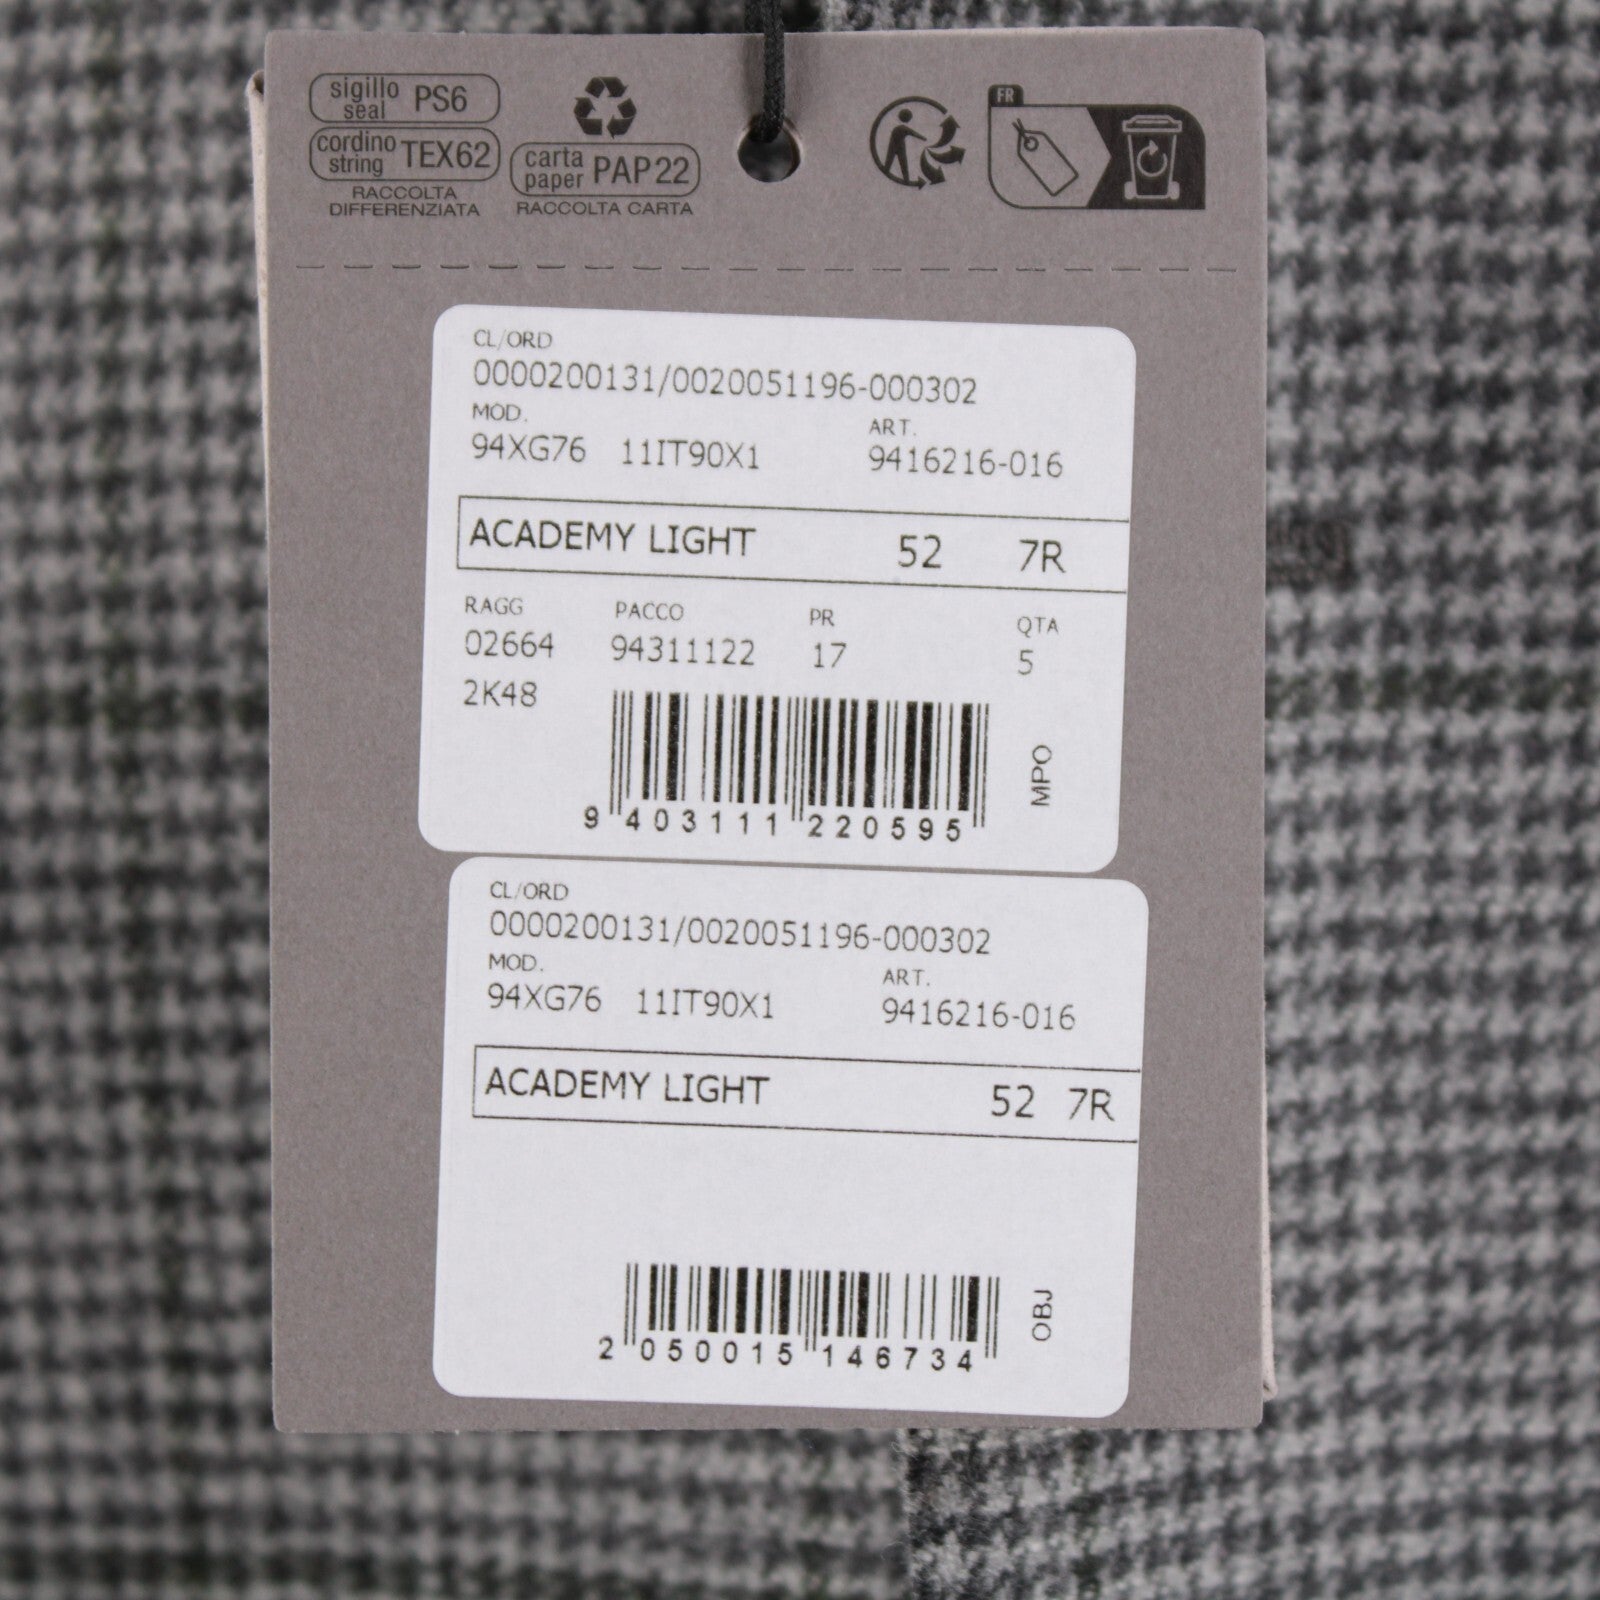 sigillo
seal PS6
cordino
string TEX62
RACCOLTA
DIFFERENZIATA
carta
paper PAP 22
RACCOLTA CARTA
FR
CL/ORD
0000200131/0020051196-000302
MOD. ART.
94XG76 11IT90X1 9416216-016
ACADEMY LIGHT 52 7R
RAGG PACCO PR QTA
02664 94311122 17 5
2K48
MPO
9 403111 220595
CL/ORD
0000200131/0020051196-000302
MOD. ART.
94XG76 11IT90X1 9416216-016
ACADEMY LIGHT 52 7R
OBJ
2 050015 146734